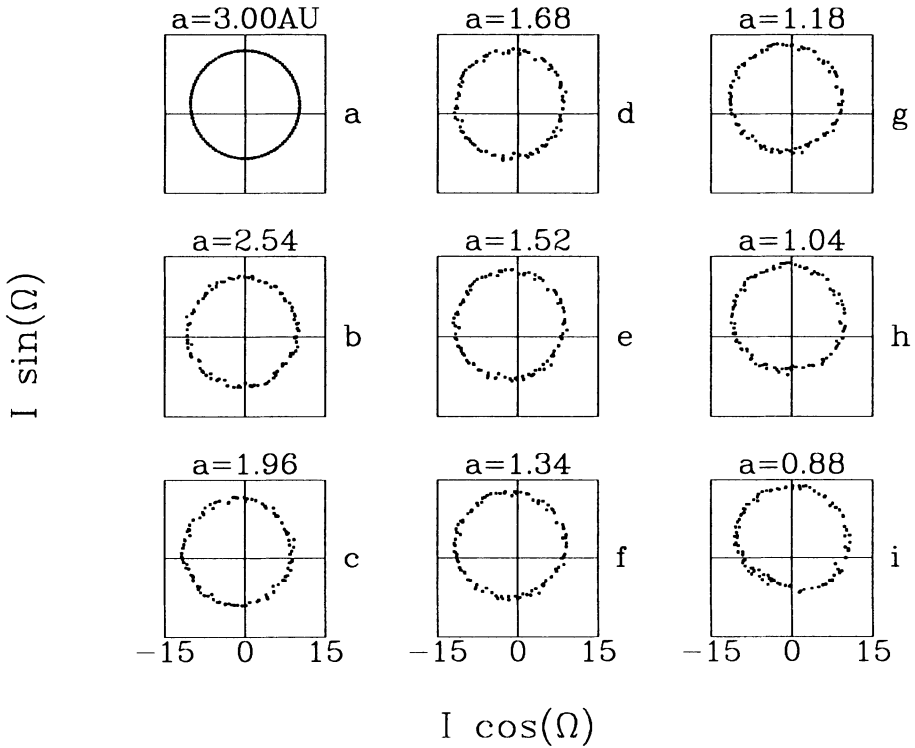 a=3.00AU a=1.68 a=1.18
a d g
a=2.54 a=1.52 a=1.04
b e h
a=1.96 a=1.34 a=0.88
c f i
−15 0 15 −15 0 15 −15 0 15
I sin(Ω)
I cos(Ω)